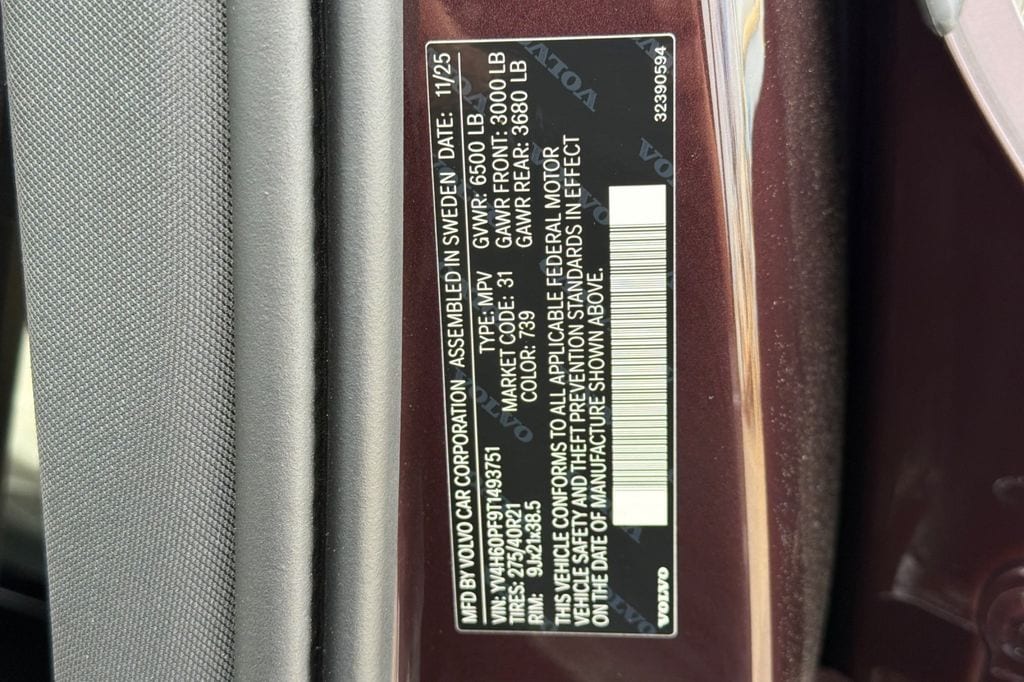 MFD BY VOLVO CAR CORPORATION ASSEMBLED IN SWEDEN DATE: 11/25
VIN: YV4H60PF9T1493751 TYPE: MPV GVWR: 6500 LB
TIRES: 275/40R21 MARKET CODE: 31 GAWR FRONT: 3000 LB
RIM: 9Jx21x38.5 COLOR: 739 GAWR REAR: 3680 LB
THIS VEHICLE CONFORMS TO ALL APPLICABLE FEDERAL MOTOR
VEHICLE SAFETY AND THEFT PREVENTION STANDARDS IN EFFECT
ON THE DATE OF MANUFACTURE SHOWN ABOVE.
VOLVO 32390594